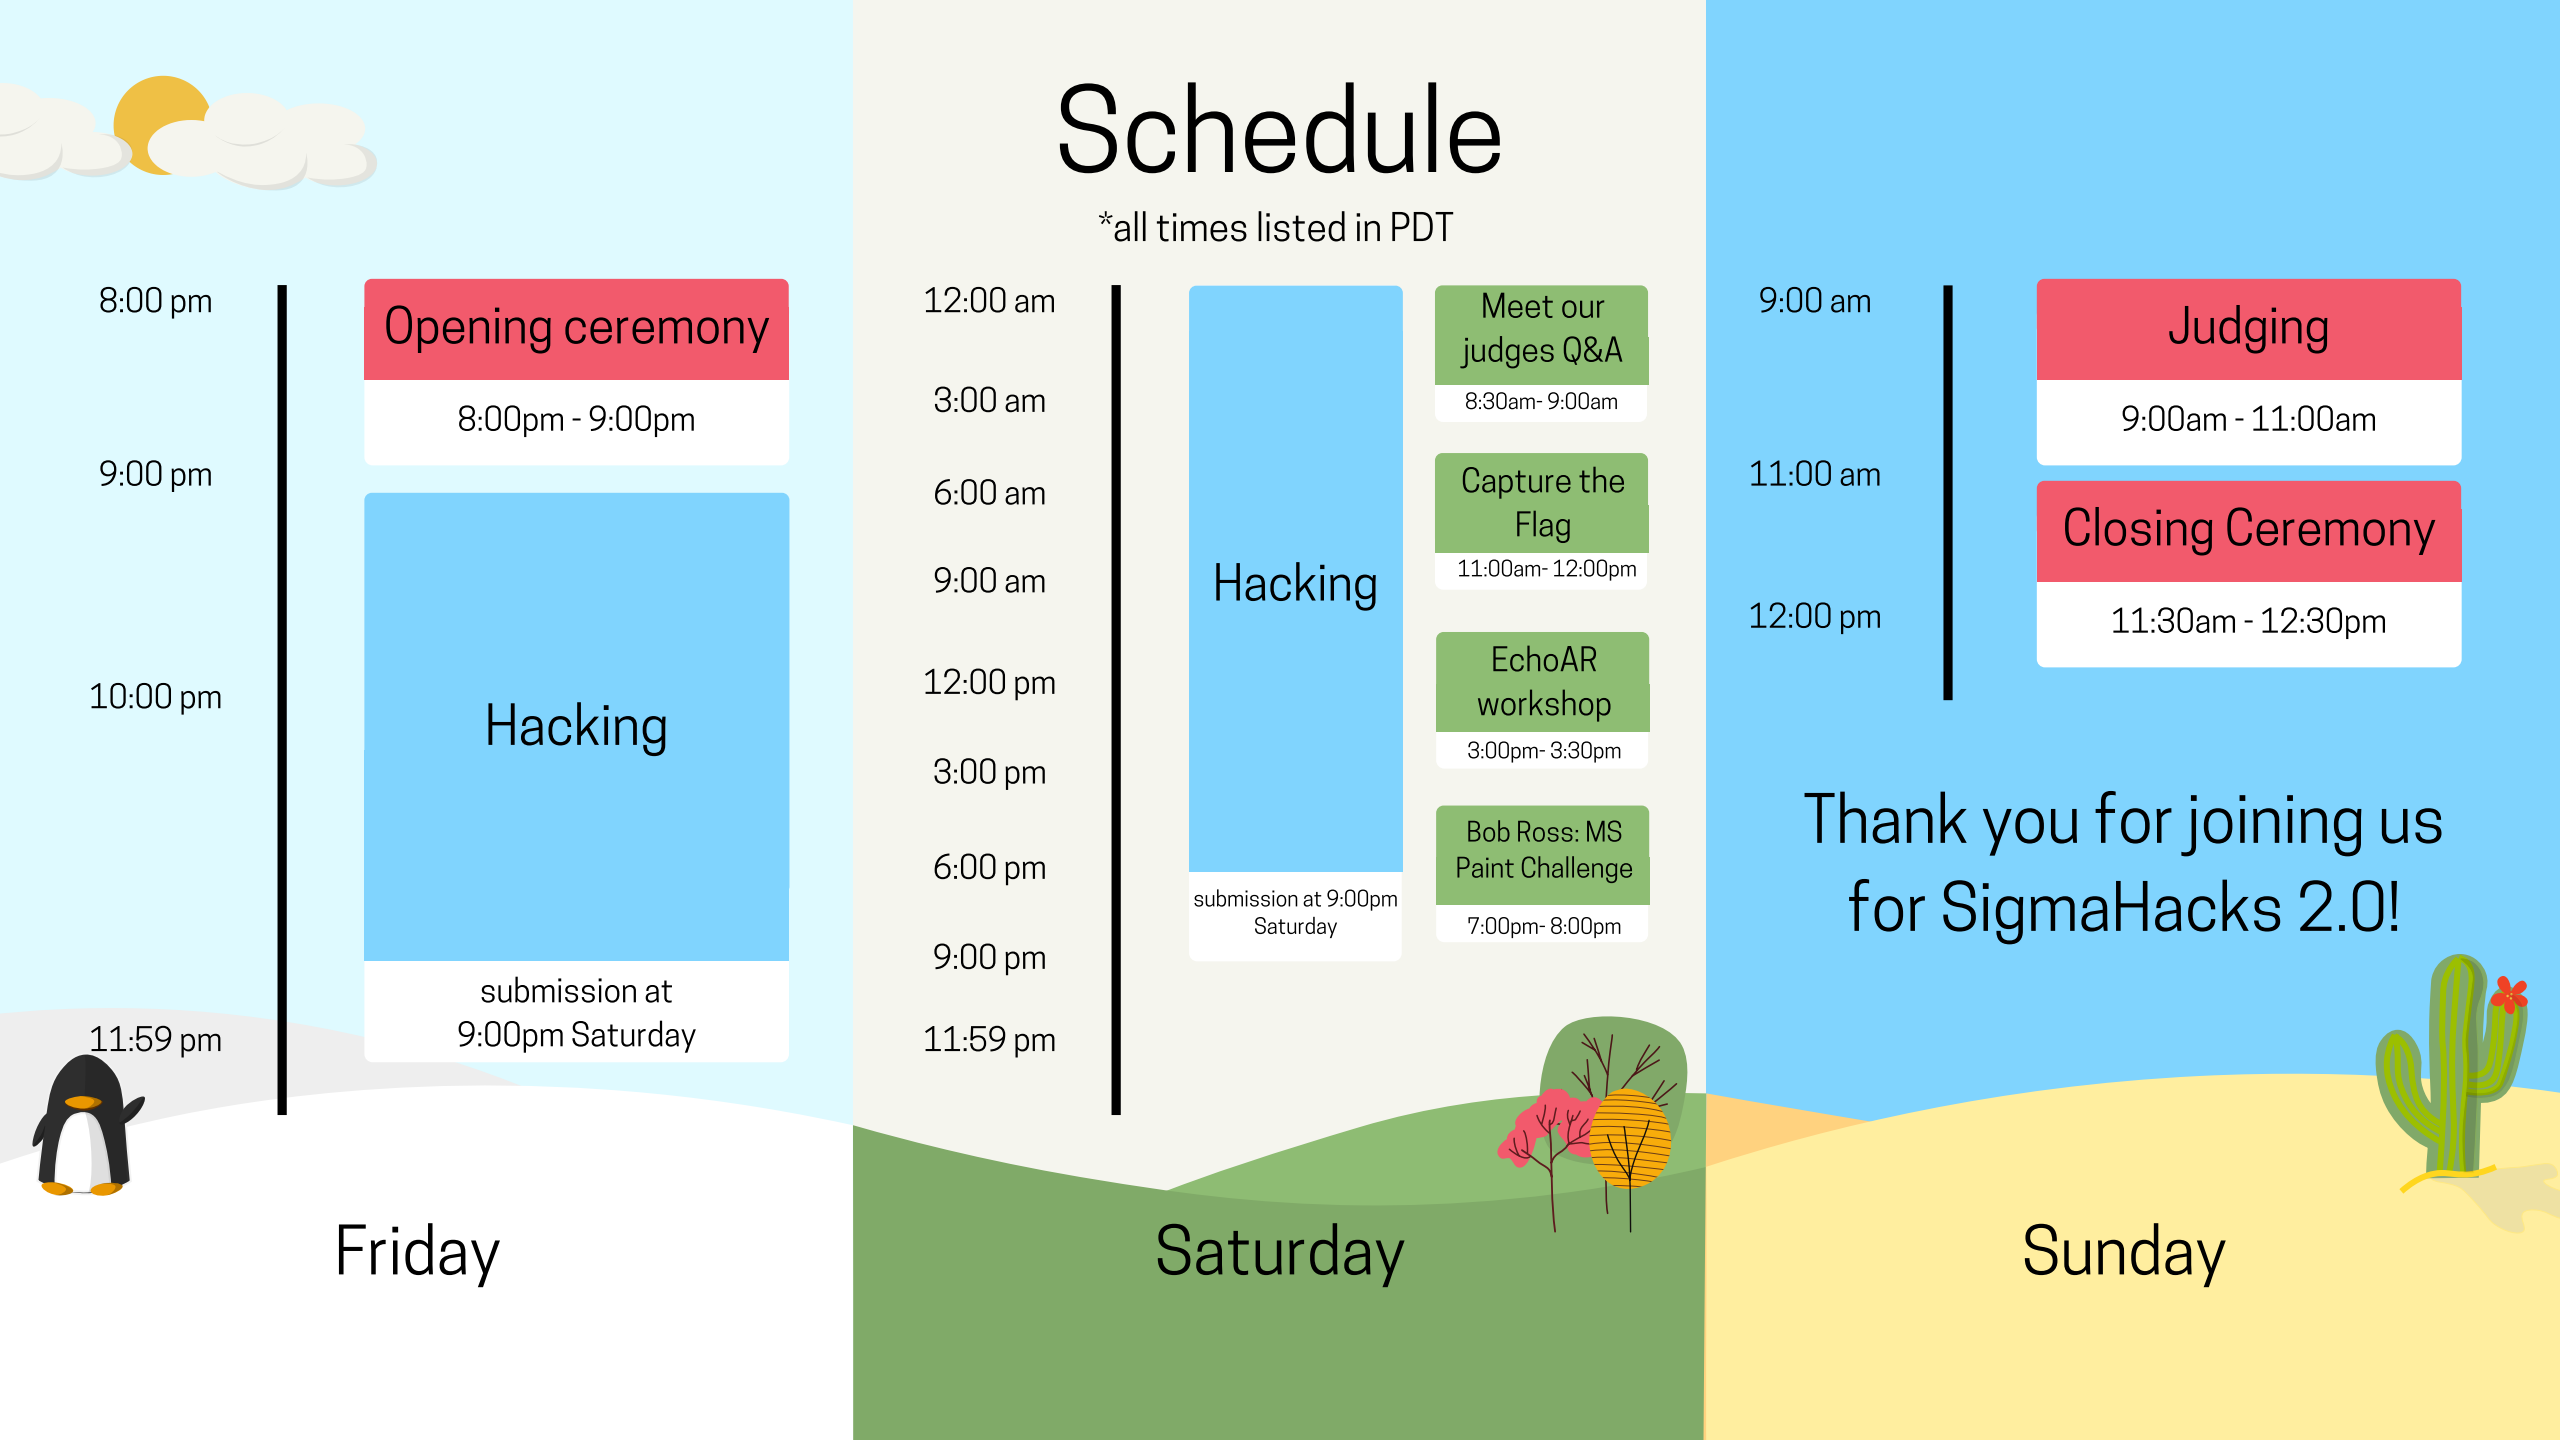 Schedule
*all times listed in PDT
8:00 pm
9:00 pm
10:00 pm
11:59 pm
Opening ceremony
8:00pm - 9:00pm
Hacking
submission at
9:00pm Saturday
Friday
12:00 am
3:00 am
6:00 am
9:00 am
12:00 pm
3:00 pm
6:00 pm
9:00 pm
11:59 pm
Hacking
submission at 9:00pm
Saturday
Meet our
judges Q&A
8:30am- 9:00am
Capture the
Flag
11:00am- 12:00pm
EchoAR
workshop
3:00pm- 3:30pm
Bob Ross: MS
Paint Challenge
7:00pm- 8:00pm
Saturday
9:00 am
11:00 am
12:00 pm
Judging
9:00am - 11:00am
Closing Ceremony
11:30am - 12:30pm
Thank you for joining us
for SigmaHacks 2.0!
Sunday